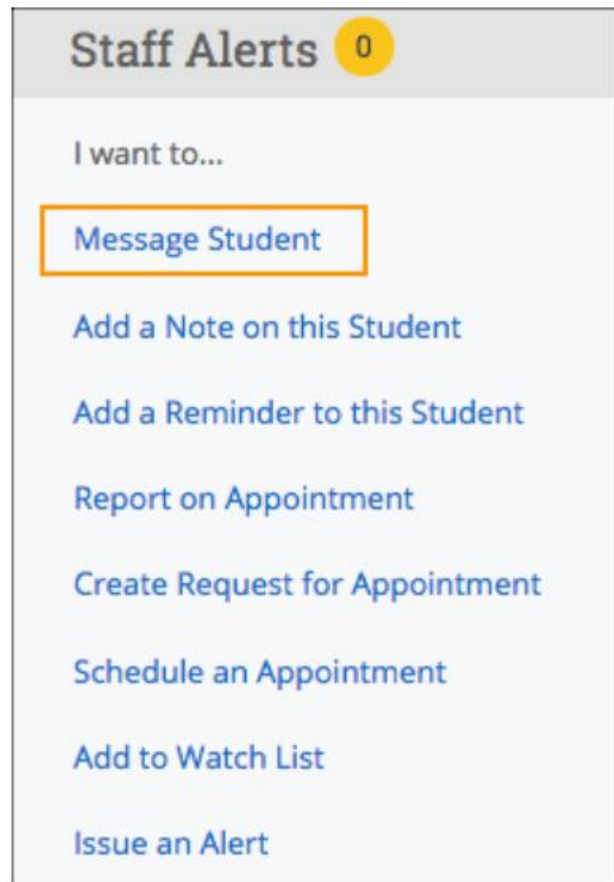 Staff Alerts 0
I want to...
Message Student
Add a Note on this Student
Add a Reminder to this Student
Report on Appointment
Create Request for Appointment
Schedule an Appointment
Add to Watch List
Issue an Alert